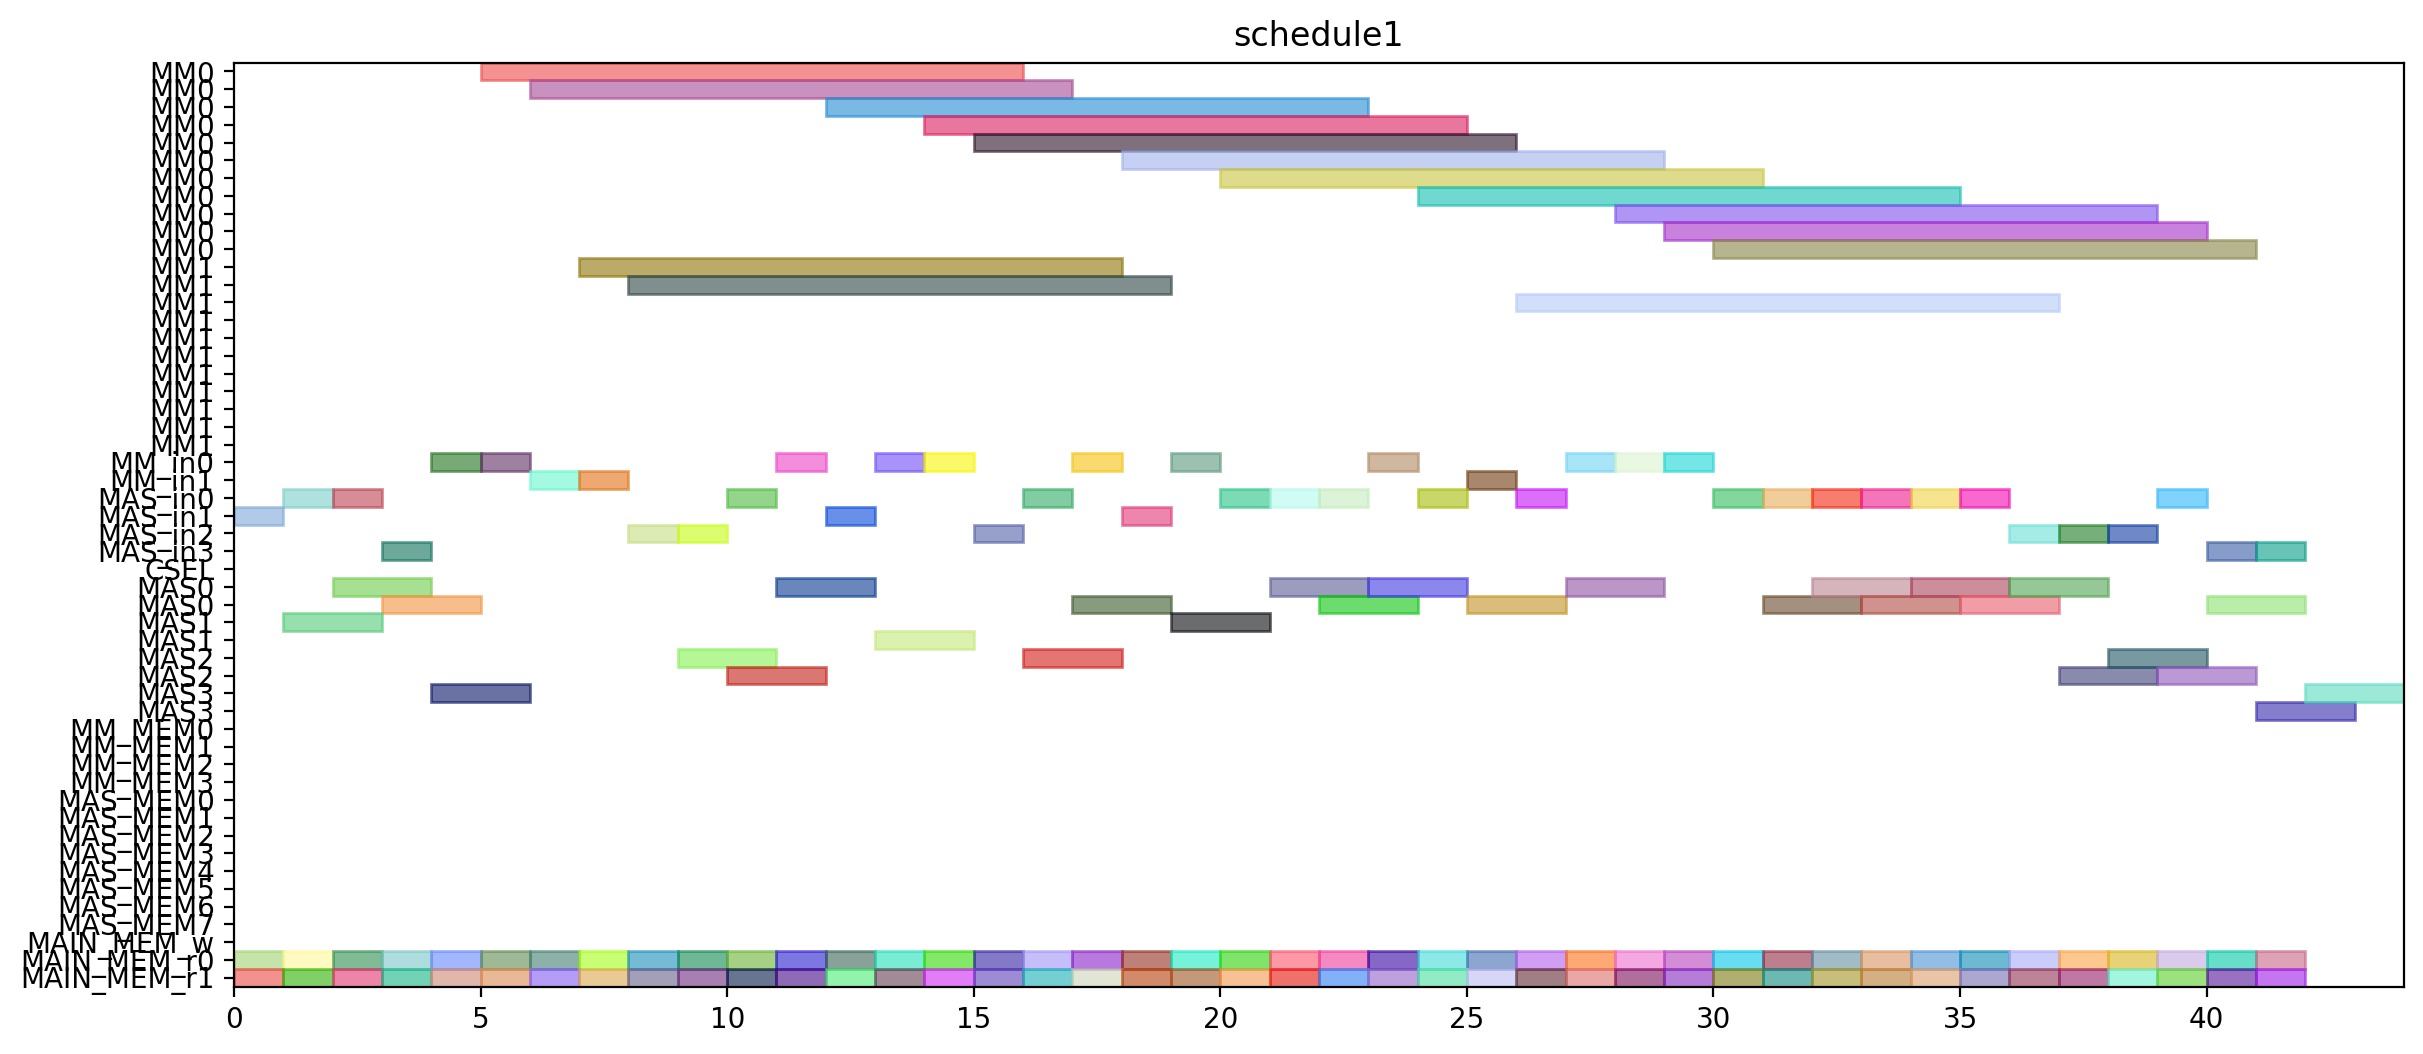 schedule1
MM0
MM0
MM0
MM0
MM0
MM0
MM0
MM0
MM0
MM0
MM0
MM1
MM1
MM1
MM1
MM1
MM1
MM1
MM1
MM1
MM1
MM1
MM_in0
MM_in1
MAS_in0
MAS_in1
MAS_in2
MAS_in3
CSEL
MAS0
MAS0
MAS1
MAS1
MAS2
MAS2
MAS3
MAS3
MM_MEM0
MM_MEM1
MM_MEM2
MM_MEM3
MAS_MEM0
MAS_MEM1
MAS_MEM2
MAS_MEM3
MAS_MEM4
MAS_MEM5
MAS_MEM6
MAS_MEM7
MAIN_MEM_w
MAIN_MEM_r0
MAIN_MEM_r1
0 5 10 15 20 25 30 35 40